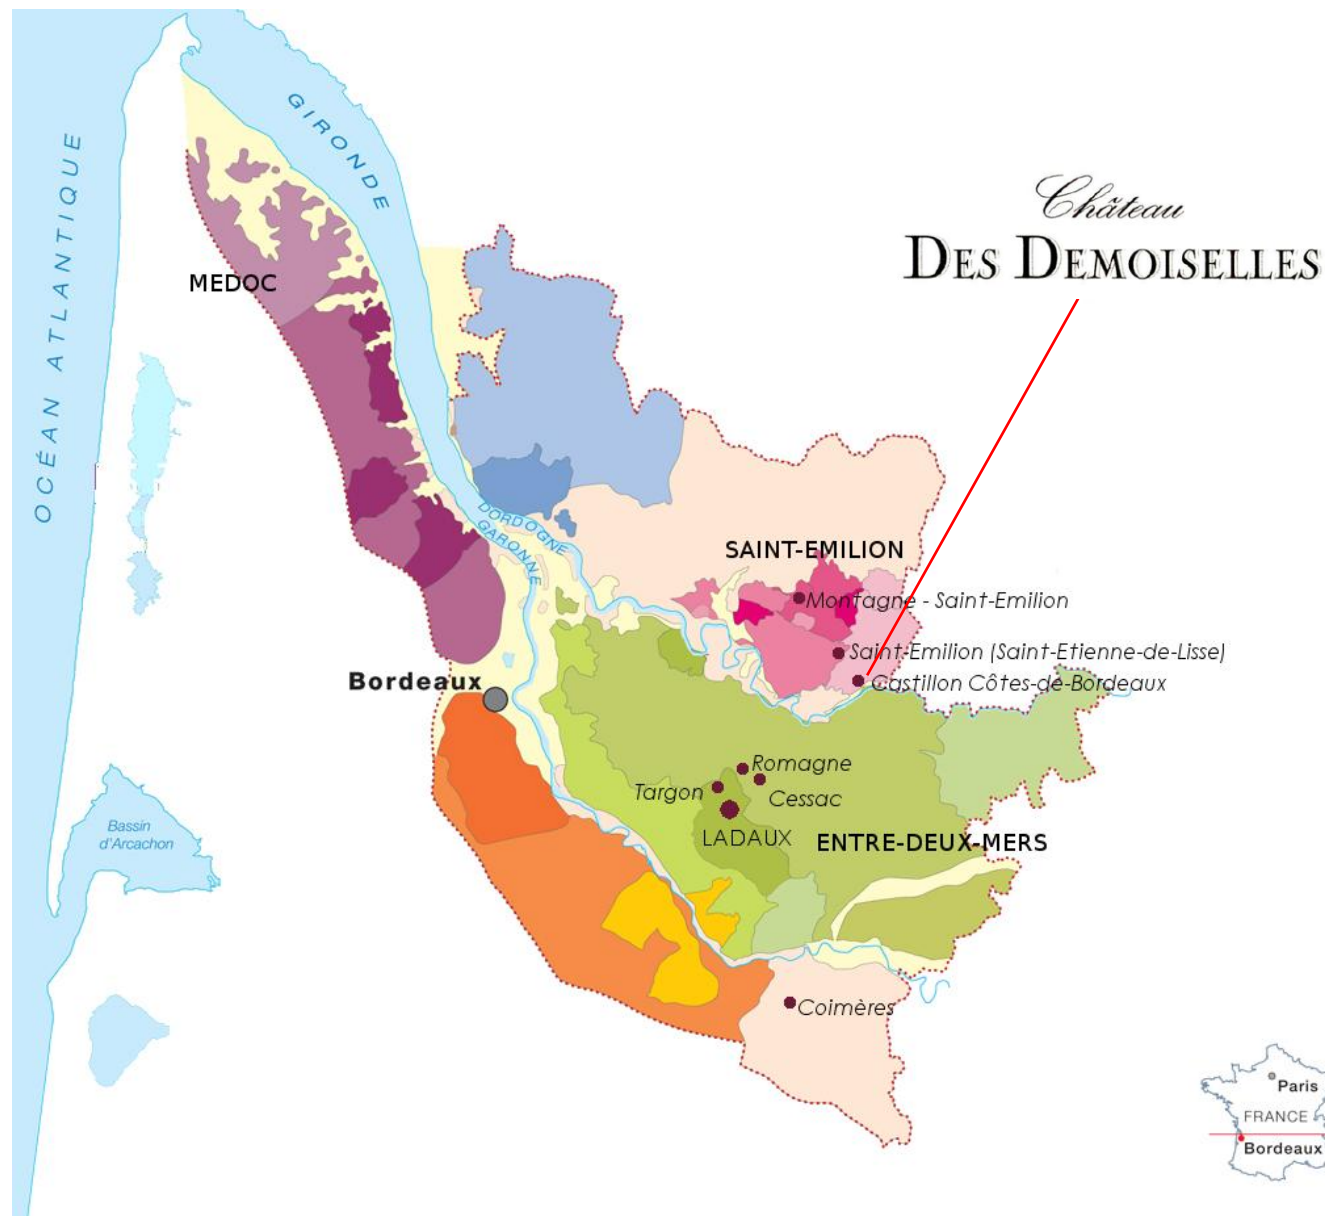 GIRONDE
OCÉAN ATLANTIQUE
Château
DES DEMOISELLES
MEDOC
DORDOGNE
GARONNE
SAINT-EMILION
Montagne - Saint-Emilion
Saint-Emilion (Saint-Etienne-de-Lisse)
Castillon Côtes-de-Bordeaux
Bordeaux
Romagne
Targon
Cessac
LADAUX
ENTRE-DEUX-MERS
Bassin
d'Arcachon
Coimères
Paris
FRANCE
Bordeaux